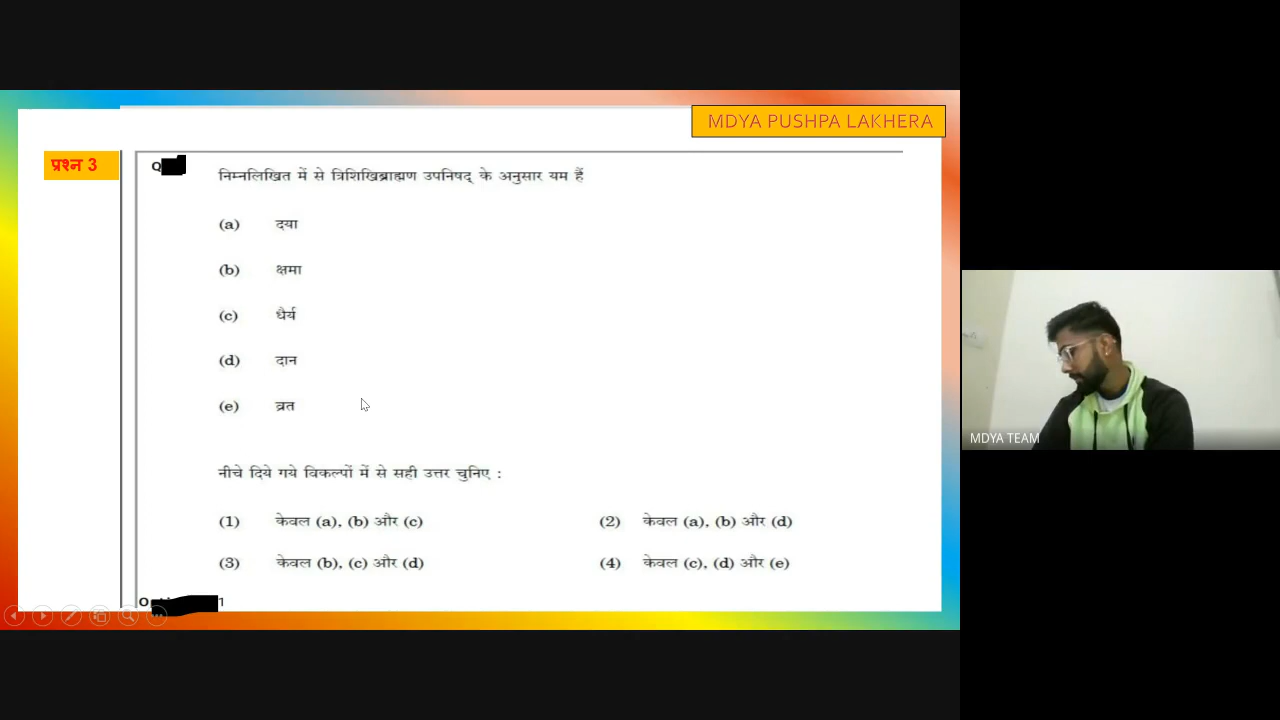 MDYA PUSHPA LAKHERA
प्रश्न 3
Q
निम्नलिखित में से त्रिशिखिब्राह्मण उपनिषद् के अनुसार यम हैं
(a) दया
(b) क्षमा
(c) धैर्य
(d) दान
(e) व्रत
नीचे दिये गये विकल्पों में से सही उत्तर चुनिए :
(1) केवल (a), (b) और (c) (2) केवल (a), (b) और (d)
(3) केवल (b), (c) और (d) (4) केवल (c), (d) और (e)
1
MDYA TEAM